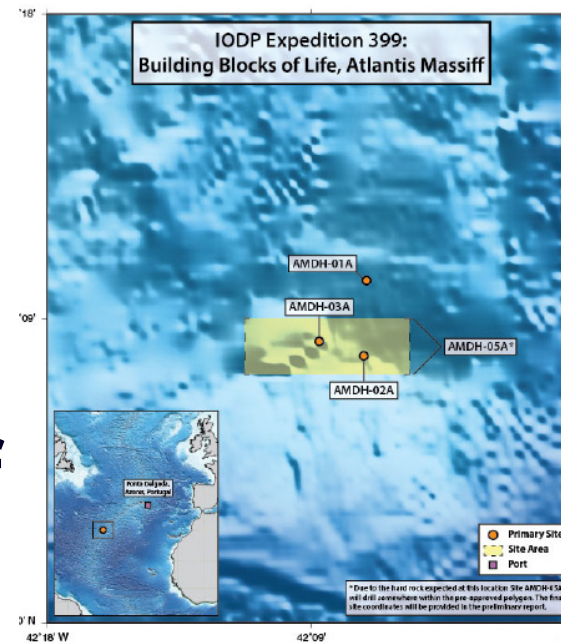 °18'
IODP Expedition 399:
Building Blocks of Life, Atlantis Massiff
AMDH-01A
°09'
AMDH-03A
AMDH-05A*
AMDH-02A
Ponta Delgada,
Azores, Portugal
Primary Site
Site Area
Port
* Due to the hard rock expected at this location Site AMDH-05A
will drill somewhere within the pre-approved polygon. The final
site coordinates will be provided in the preliminary report.
0' N
42°18' W
42°09'